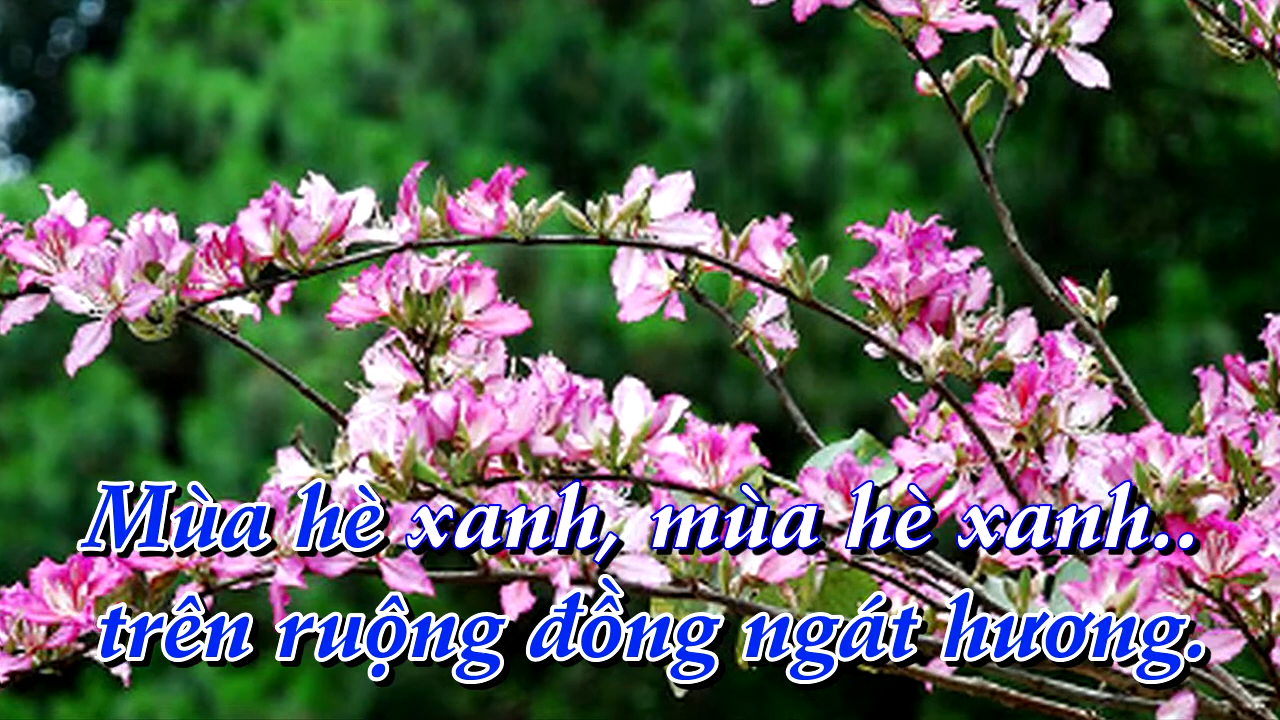 Mùa hè xanh, mùa hè xanh..
trên ruộng đồng ngát hương.